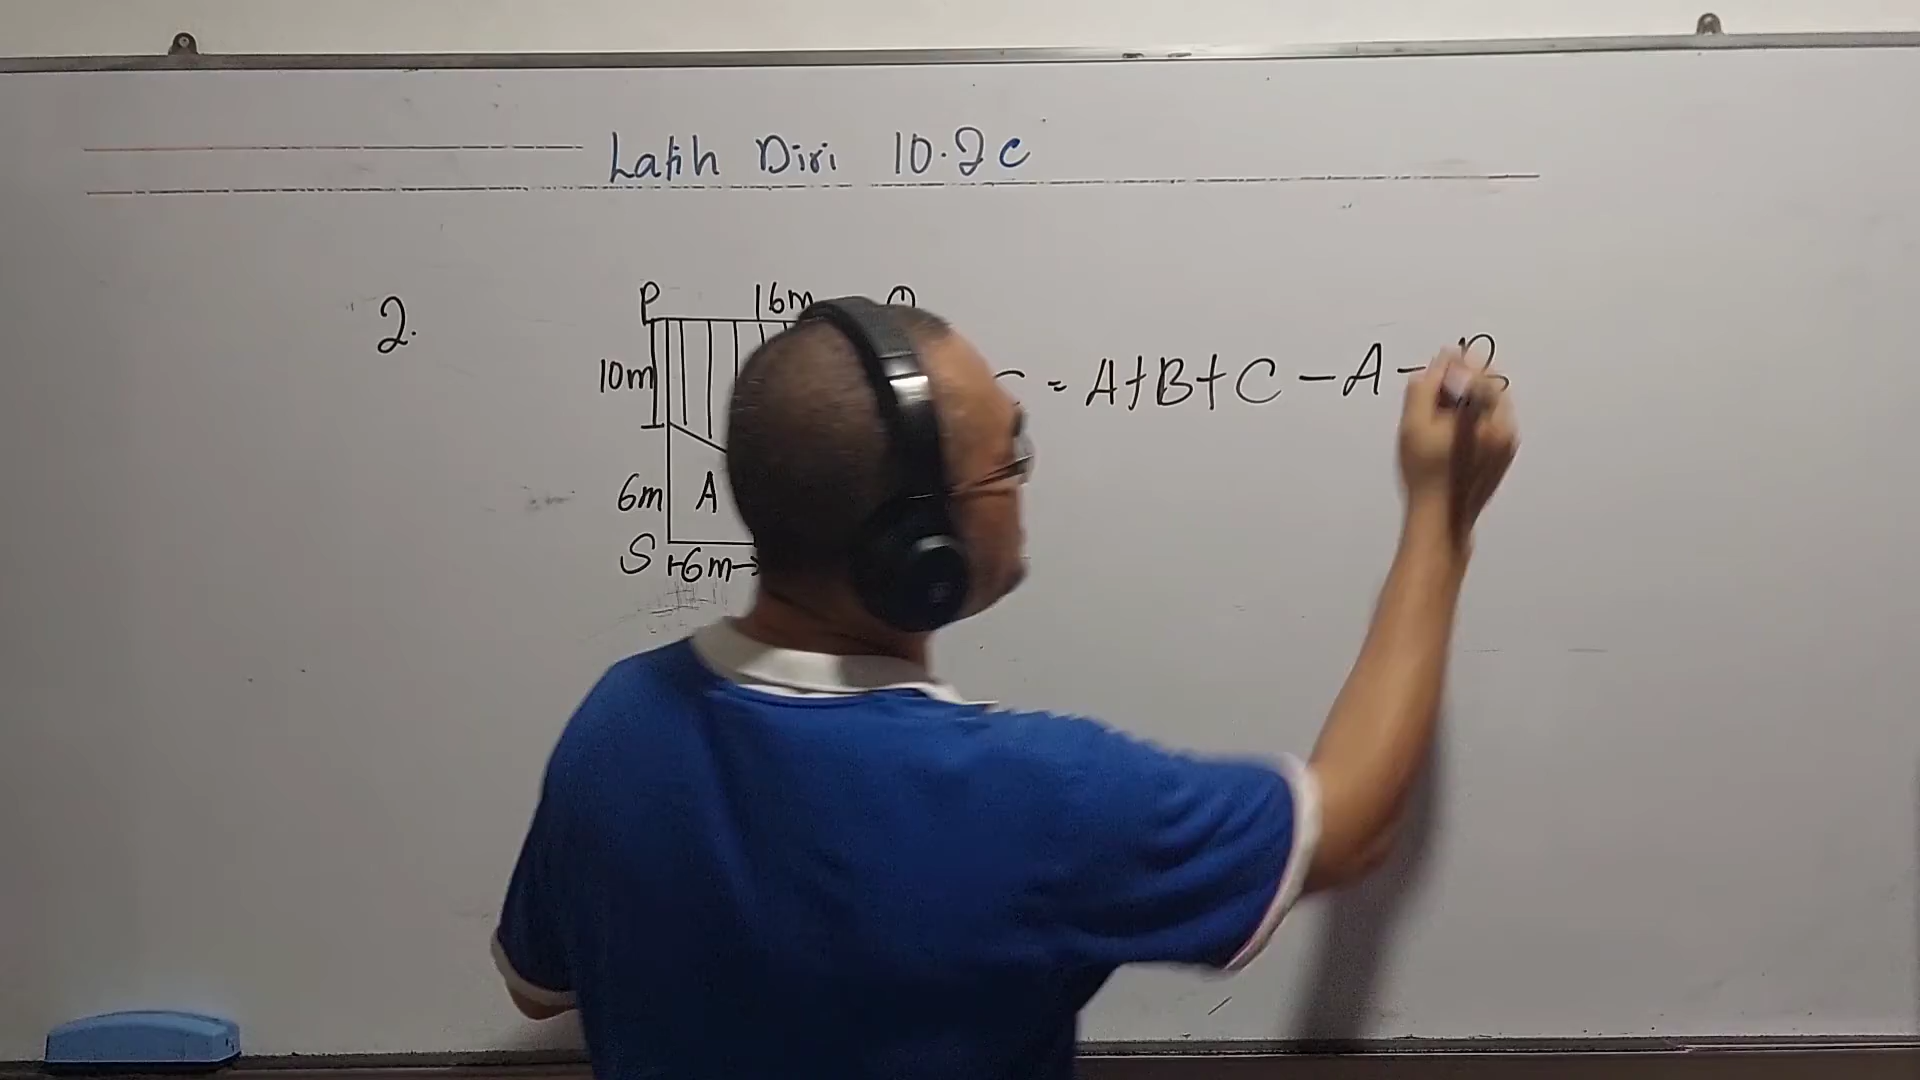 Latih Diri 10.2c
2.
P 16m Q
10m
C = A+B+C -A-B
6m A
S 6m